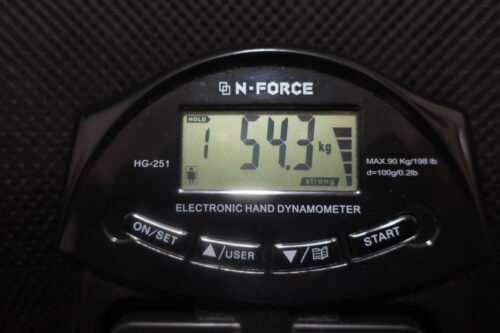 N-FORCE
HOLD
1 54.3 kg
strong
HG-251
MAX.90 Kg/198 lb
d=100g/0.2lb
ELECTRONIC HAND DYNAMOMETER
ON/SET
▲/USER
▼/
START